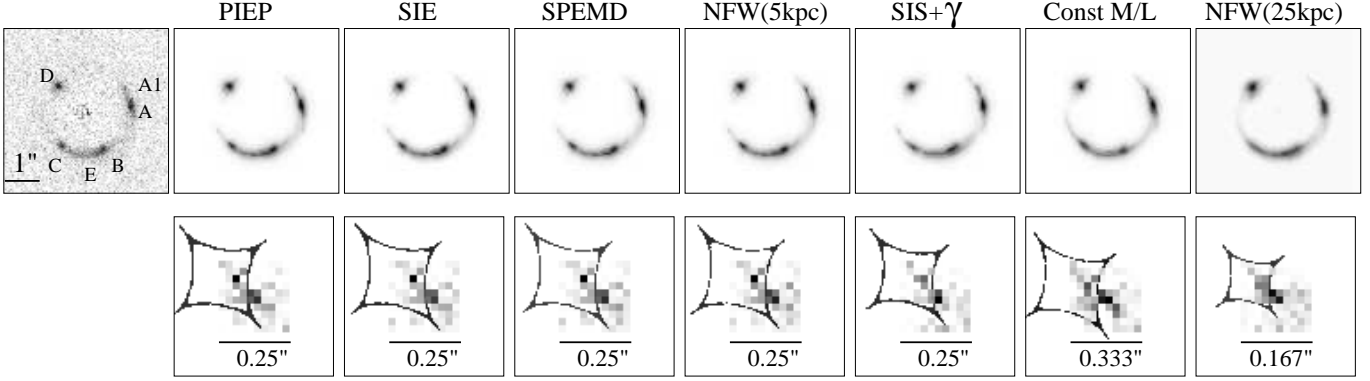 PIEP SIE SPEMD NFW(5kpc) SIS+γ Const M/L NFW(25kpc)
D A1
A
C B
1" E
0.25" 0.25" 0.25" 0.25" 0.25" 0.333" 0.167"